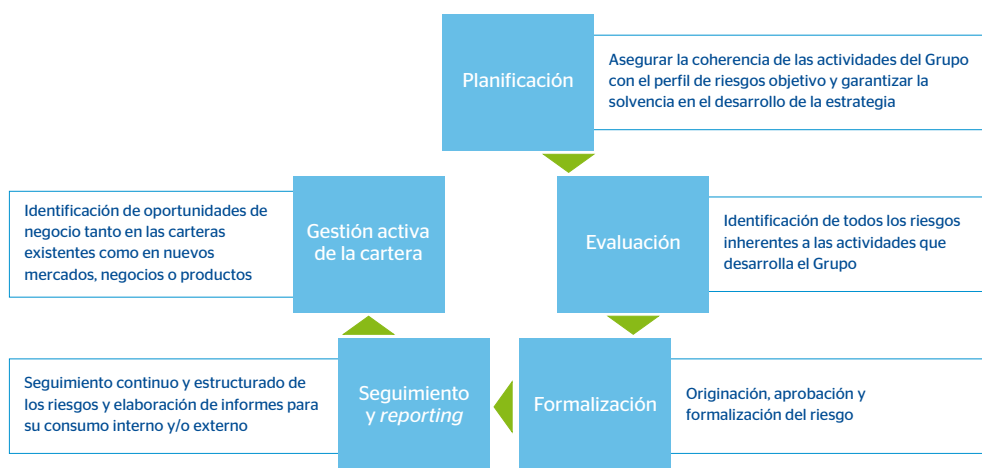 Planificación
Asegurar la coherencia de las actividades del Grupo
con el perfil de riesgos objetivo y garantizar la
solvencia en el desarrollo de la estrategia
Identificación de oportunidades de
negocio tanto en las carteras
existentes como en nuevos
mercados, negocios o productos
Gestión activa
de la cartera
Evaluación
Identificación de todos los riesgos
inherentes a las actividades que
desarrolla el Grupo
Seguimiento continuo y estructurado de
los riesgos y elaboración de informes para
su consumo interno y/o externo
Seguimiento
y reporting
Formalización
Originación, aprobación y
formalización del riesgo